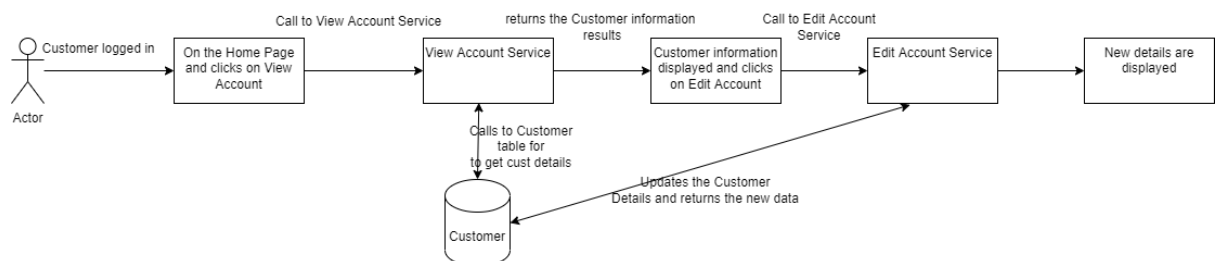 Customer logged in
Actor
On the Home Page
and clicks on View
Account
Call to View Account Service
View Account Service
returns the Customer information
results
Customer information
displayed and clicks
on Edit Account
Call to Edit Account
Service
Edit Account Service
New details are
displayed
Calls to Customer
table for
to get cust details
Updates the Customer
Details and returns the new data
Customer